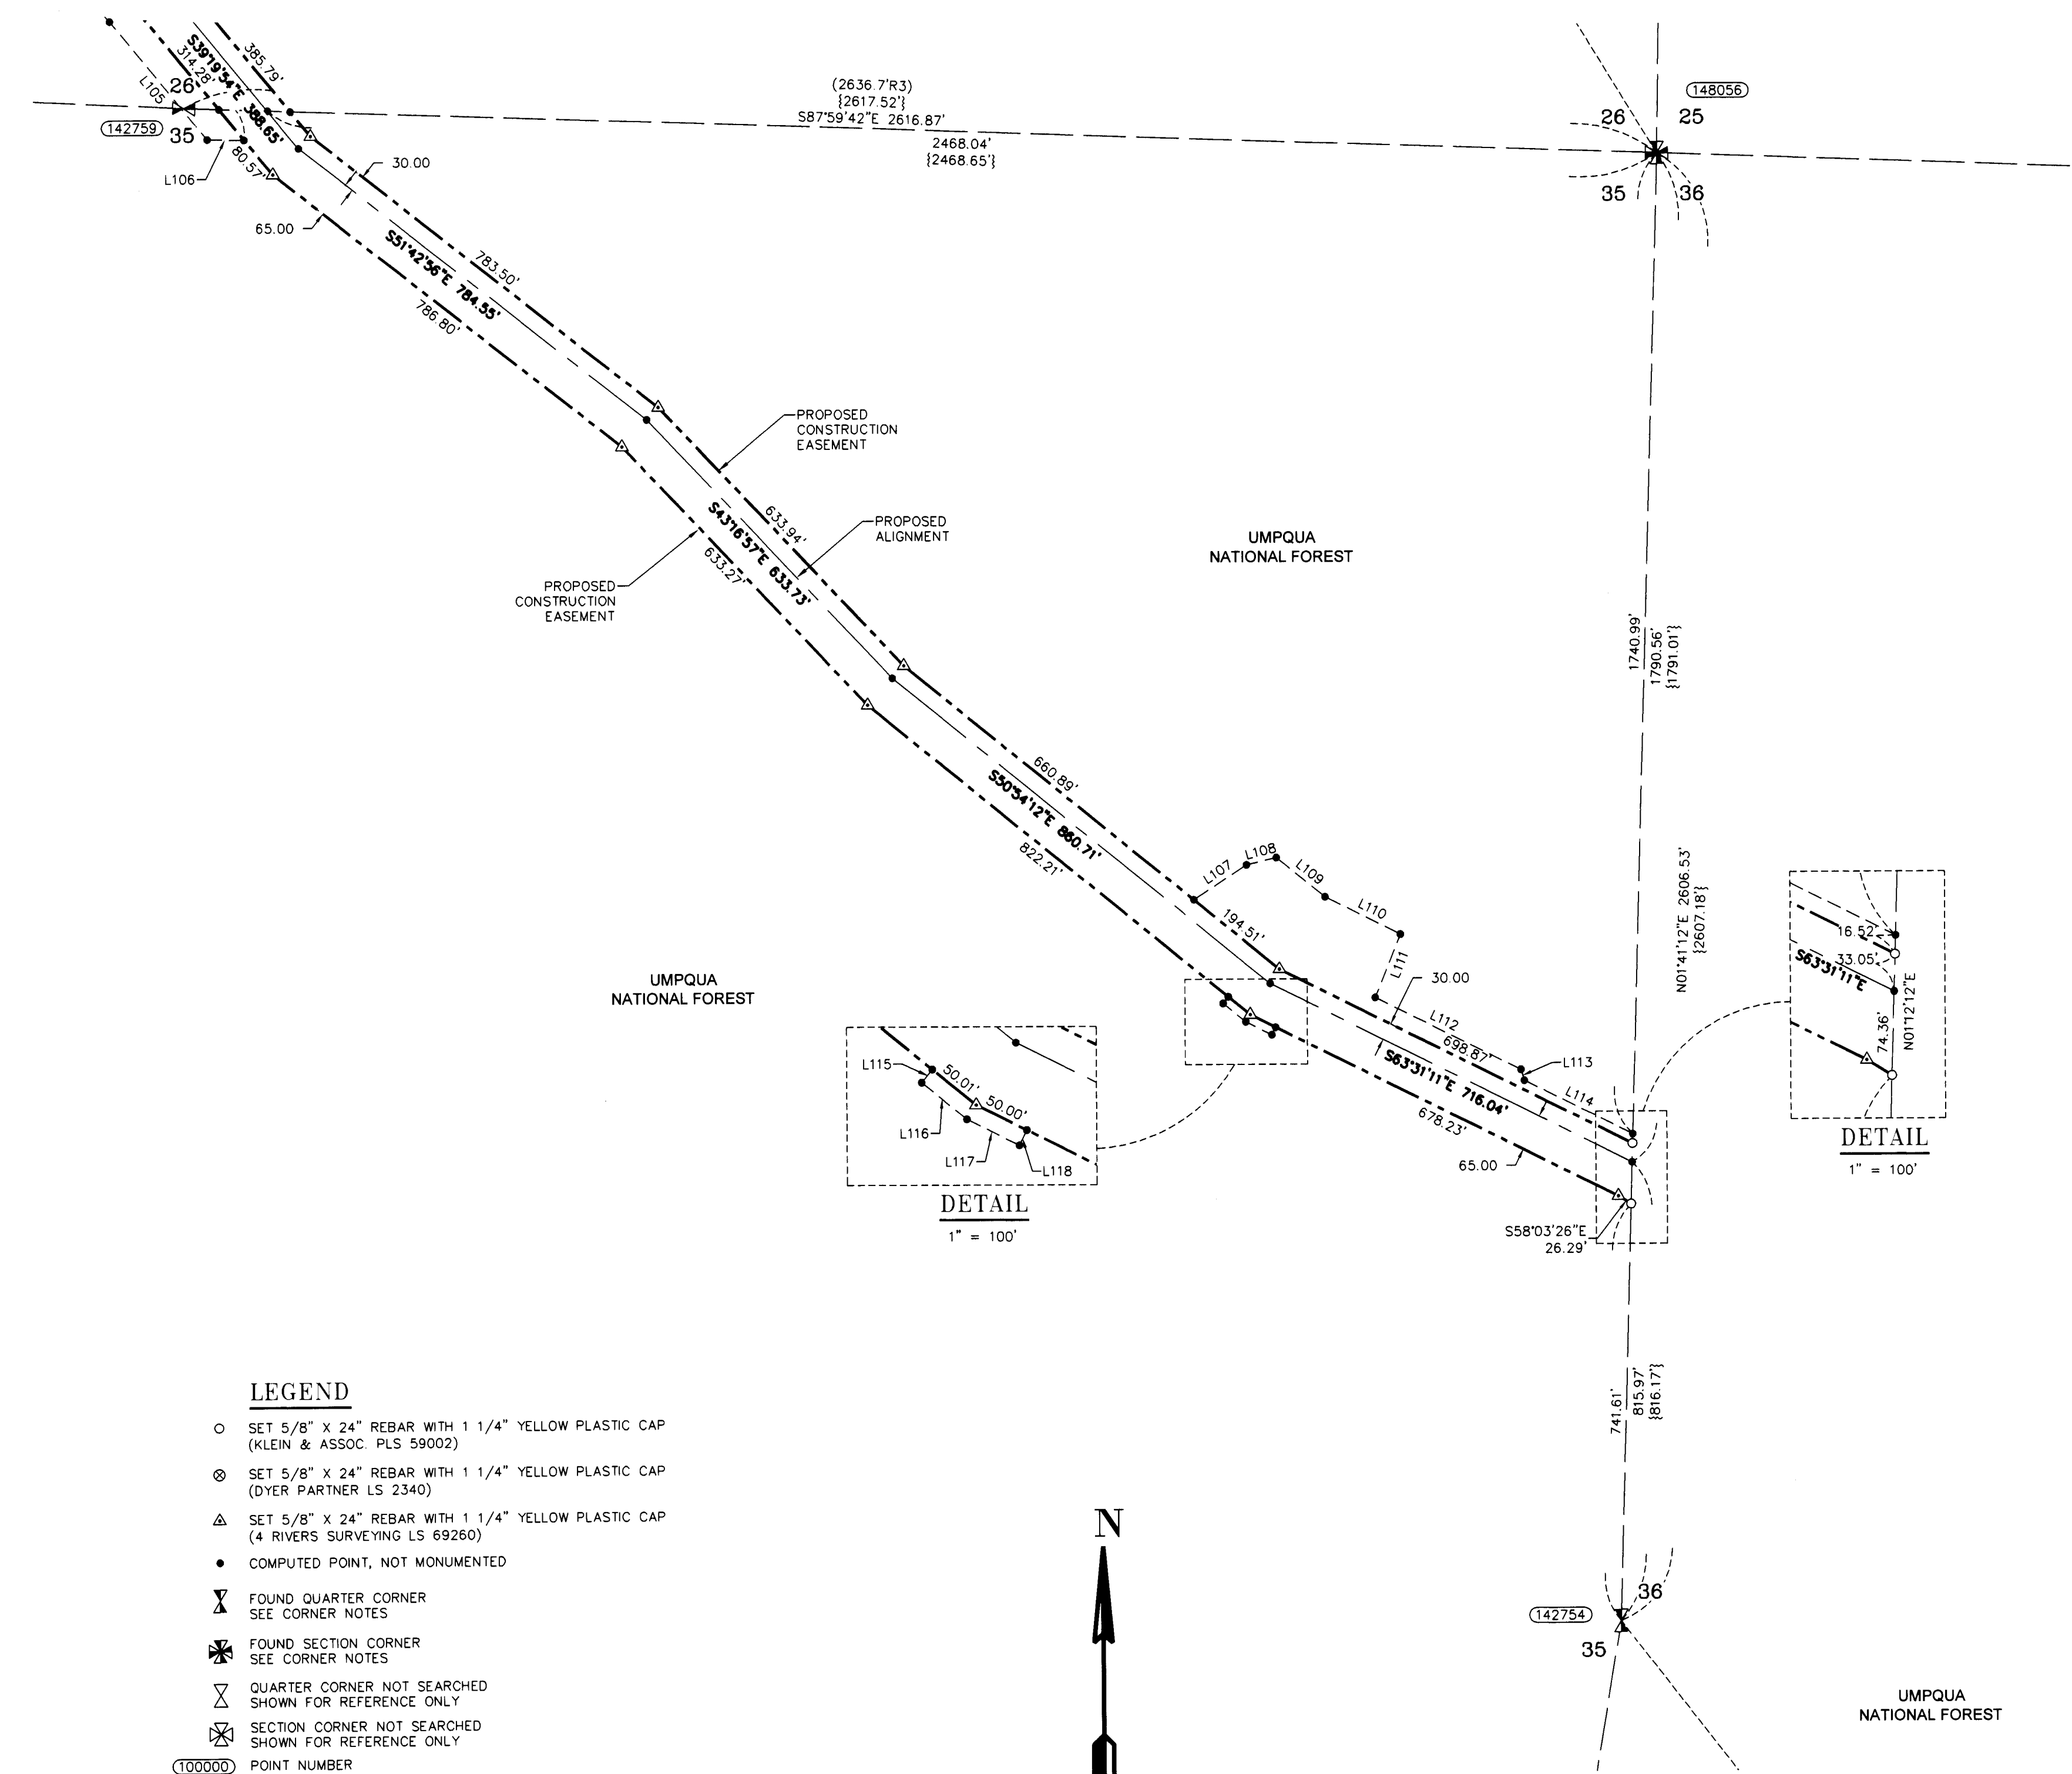 385.79'
S39°19'54"E 388.65'
314.28'
26
L105
142759
35
80.57'
L106
30.00
65.00
(2636.7'R3)
{2617.52'}
S87°59'42"E 2616.87'
2468.04'
{2468.65'}
148056
26
25
35
36
783.50'
S51°42'56"E 784.55'
786.80'
PROPOSED
CONSTRUCTION
EASEMENT
633.94'
S43°16'57"E 633.73'
633.27'
PROPOSED
ALIGNMENT
PROPOSED
CONSTRUCTION
EASEMENT
UMPQUA
NATIONAL FOREST
1740.99'
1790.56'
{1791.01'}
660.89'
S50°54'12"E 860.71'
822.21'
L107
L108
L109
L110
L111
194.51'
30.00
L112
698.87'
L113
S63°31'11"E 716.04'
L114
678.23'
65.00
N01°41'12"E 2606.53'
{2607.18'}
16.52'
33.05'
S63°31'11"E
74.36'
N01°12'12"E
DETAIL
1" = 100'
UMPQUA
NATIONAL FOREST
L115
50.01'
50.00'
L116
L117
L118
DETAIL
1" = 100'
S58°03'26"E
26.29'
741.61'
815.97'
{816.17'}
LEGEND
SET 5/8" X 24" REBAR WITH 1 1/4" YELLOW PLASTIC CAP
(KLEIN & ASSOC. PLS 59002)
SET 5/8" X 24" REBAR WITH 1 1/4" YELLOW PLASTIC CAP
(DYER PARTNER LS 2340)
SET 5/8" X 24" REBAR WITH 1 1/4" YELLOW PLASTIC CAP
(4 RIVERS SURVEYING LS 69260)
COMPUTED POINT, NOT MONUMENTED
FOUND QUARTER CORNER
SEE CORNER NOTES
FOUND SECTION CORNER
SEE CORNER NOTES
QUARTER CORNER NOT SEARCHED
SHOWN FOR REFERENCE ONLY
SECTION CORNER NOT SEARCHED
SHOWN FOR REFERENCE ONLY
100000 POINT NUMBER
N
36
142754
35
UMPQUA
NATIONAL FOREST